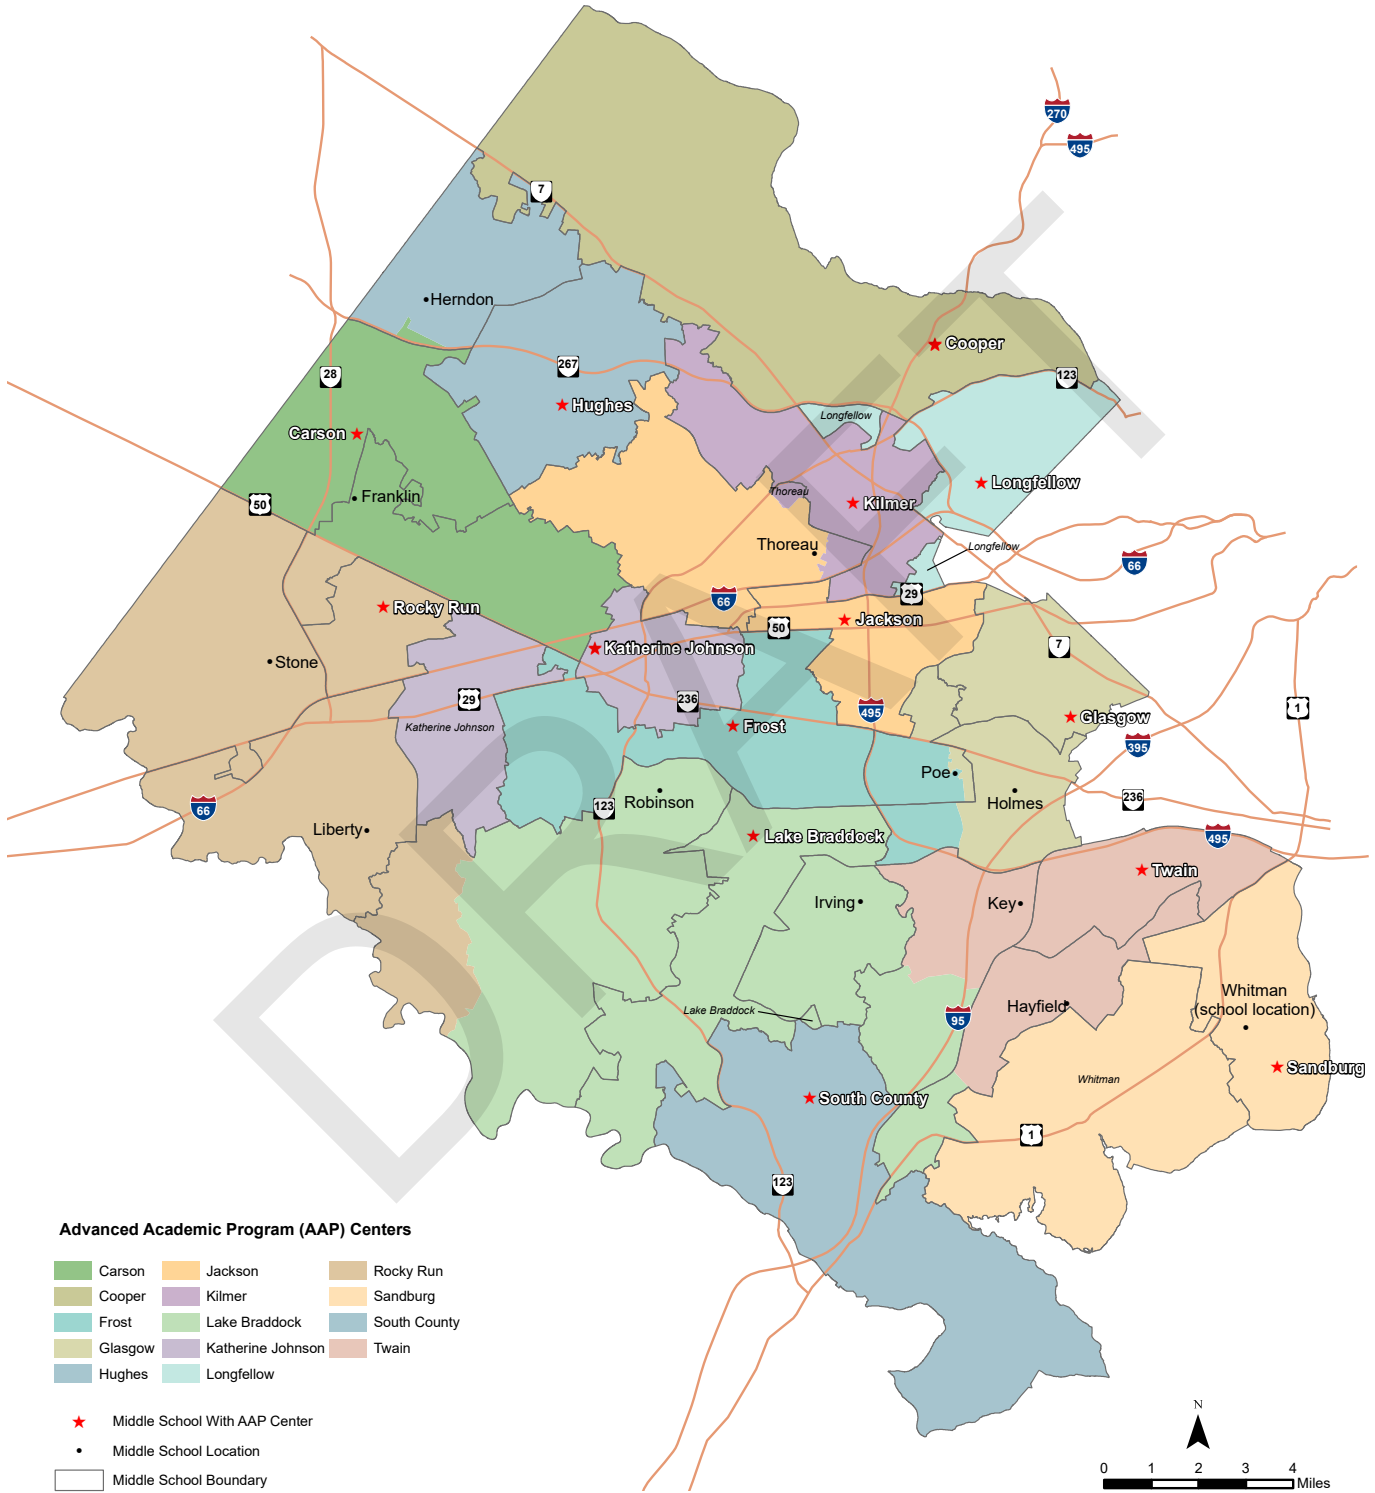 270
495
7
Herndon
Cooper
267
28
123
Hughes
Longfellow
Carson
Longfellow
Thoreau
Franklin
Kilmer
50
Thoreau
Longfellow
66
29
66
Rocky Run
Jackson
50
Katherine Johnson
7
Stone
29
236
1
495
Glasgow
Katherine Johnson
Frost
395
Poe
236
Holmes
66
123
Robinson
Liberty
Lake Braddock
495
Twain
Irving
Key
Whitman
(school location)
Hayfield
Lake Braddock
95
Sandburg
Whitman
South County
1
123
DRAFT
Advanced Academic Program (AAP) Centers
Carson Jackson Rocky Run
Cooper Kilmer Sandburg
Frost Lake Braddock South County
Glasgow Katherine Johnson Twain
Hughes Longfellow
Middle School With AAP Center
Middle School Location
Middle School Boundary
N
0 1 2 3 4
Miles